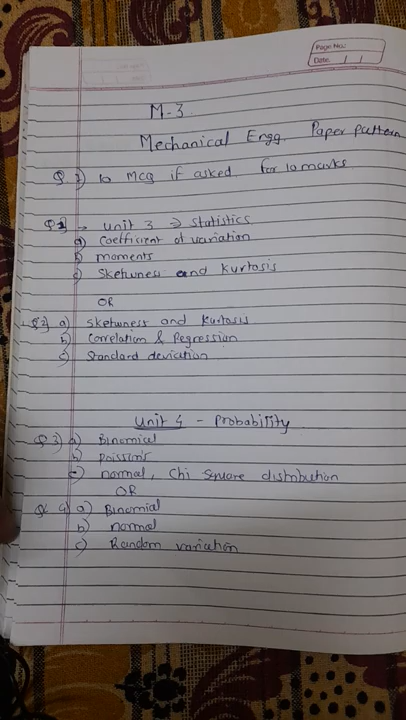 Page No.:
Date / /
M-3
Mechanical Engg. Paper pattern
Q 1) 10 MCQ if asked for 10 marks
Q1 → unit 3 ⇒ statistics
a) Coefficient of variation
b) moments
c) Skewness and Kurtosis
OR
Q2) a) Skewness and Kurtosis
b) Correlation & Regression
c) Standard deviation
Unit 4 - Probability
Q 3) a) Binomial
b) poisson's
c) normal, Chi Square distribution
OR
Q 4) a) Binomial
b) normal
c) Random variation